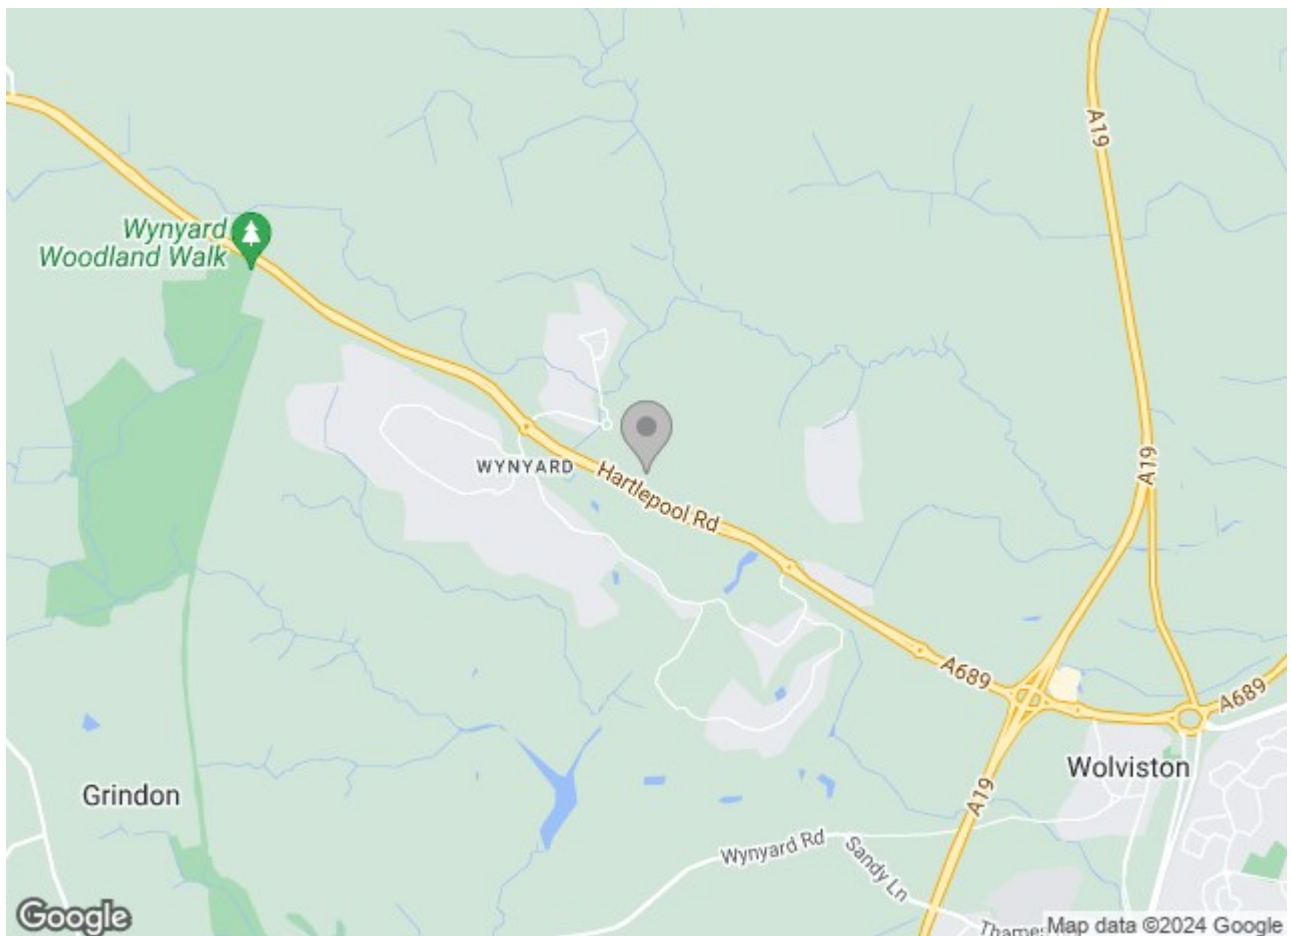 A19
Wynyard
Woodland Walk
WYNYARD
Hartlepool Rd
A19
A689
A689
Wolviston
A19
Grindon
Wynyard Rd
Sandy Ln
Google
Map data ©2024 Google